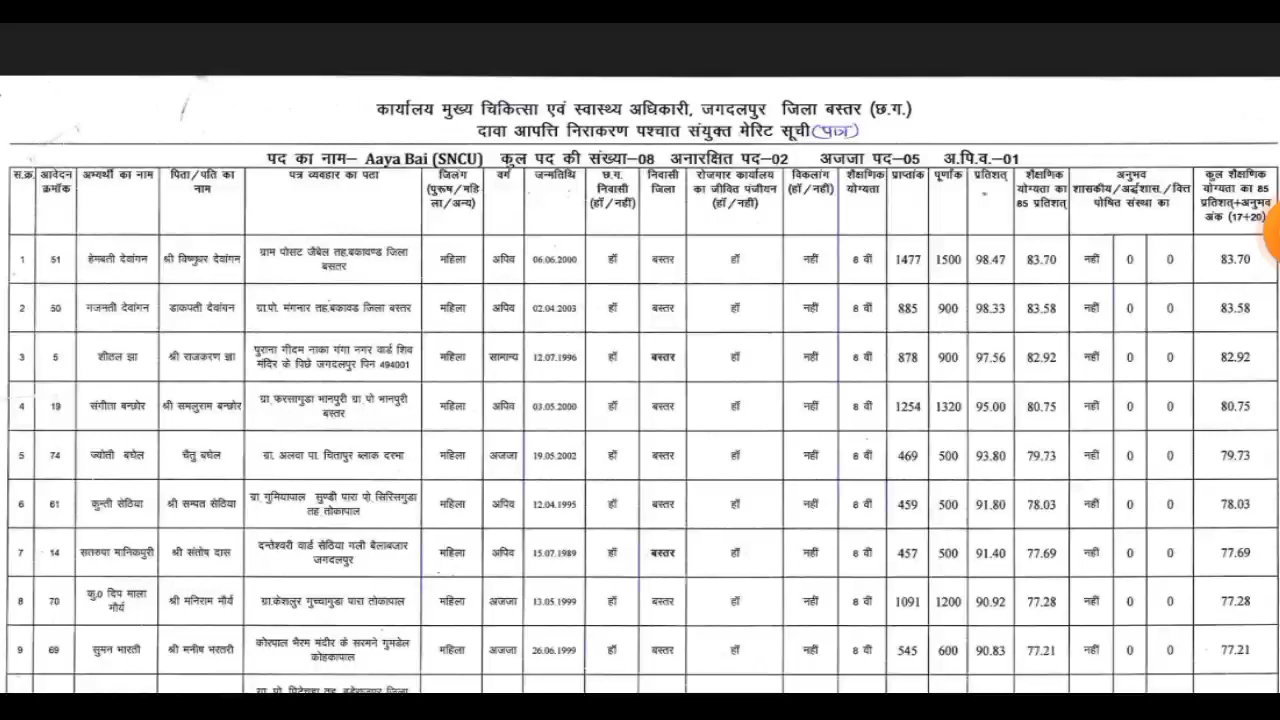 कार्यालय मुख्य चिकित्सा एवं स्वास्थ्य अधिकारी, जगदलपुर जिला बस्तर (छ.ग.)
दावा आपत्ति निराकरण पश्चात संयुक्त मेरिट सूची (पात्र)
पद का नाम– Aaya Bai (SNCU) कुल पद की संख्या–08 अनारक्षित पद–02 अजजा पद–05 अ.पि.व.–01
स.क्र. आवेदन क्रमांक अभ्यर्थी का नाम पिता/पति का नाम पत्र व्यवहार का पता जिलिंग (पुरूष/महिला/अन्य) वर्ग जन्मतिथि छ.ग. निवासी (हॉ/नही) निवासी जिला रोजगार कार्यालय का जीवित पंजीयन (हॉ/नही) विकलांग (हॉ/नही) शैक्षणिक योग्यता प्राप्तांक पूर्णांक प्रतिशत् शैक्षणिक योग्यता का 85 प्रतिशत् अनुभव शासकीय/अर्द्धशास./वित्त पोषित संस्था का कुल शैक्षणिक योग्यता का 85 प्रतिशत्+अनुभव अंक (17+20)
1 51 हेमबती देवांगन श्री विष्णुधर देवांगन ग्राम पोसट जैबेल तह.बकावण्ड जिला बसतर महिला अपिव 06.06.2000 हॉ बस्तर हॉ नहीं 8 वी 1477 1500 98.47 83.70 नहीं 0 0 83.70
2 50 गजमती देवांगन डाकपती देवांगन ग्रा.पो. मंगनार तह.बकावड जिला बस्तर महिला अपिव 02.04.2003 हॉ बस्तर हॉ नहीं 8 वी 885 900 98.33 83.58 नहीं 0 0 83.58
3 5 शीतल झा श्री राजकरण झा पुराना गीदम नाका गंगा नगर वार्ड शिव मंदिर के पिछे जगदलपुर पिन 494001 महिला सामान्य 12.07.1996 हॉ बस्तर हॉ नहीं 8 वी 878 900 97.56 82.92 नहीं 0 0 82.92
4 19 संगीता बन्छोर श्री समलुराम बन्छोर ग्रा.फरसागुडा भानपुरी ग्रा पो भानपुरी बस्तर महिला अपिव 03.05.2000 हॉ बस्तर हॉ नहीं 8 वी 1254 1320 95.00 80.75 नहीं 0 0 80.75
5 74 ज्योती बघेल चैतु बघेल ग्रा. अलवा पा. चितापुर ब्लाक दरभा महिला अजजा 19.05.2002 हॉ बस्तर हॉ नहीं 8 वी 469 500 93.80 79.73 नहीं 0 0 79.73
6 61 कुन्ती सेठिया श्री सम्पत सेठिया ग्रा गुमियापाल सुण्डी पारा पो सिरिसगुडा तह तोकापाल महिला अपिव 12.04.1995 हॉ बस्तर हॉ नहीं 8 वी 459 500 91.80 78.03 नहीं 0 0 78.03
7 14 सतरुपा मानिकपुरी श्री संतोष दास दन्तेश्वरी वार्ड सेठिया गली बैलाबजार जगदलपुर महिला अपिव 15.07.1989 हॉ बस्तर हॉ नहीं 8 वी 457 500 91.40 77.69 नहीं 0 0 77.69
8 70 कु.0 दिप माला मौर्य श्री मनिराम मौर्य ग्रा.केशलुर गुच्चागुडा पारा तोकापाल महिला अजजा 13.05.1999 हॉ बस्तर हॉ नहीं 8 वी 1091 1200 90.92 77.28 नहीं 0 0 77.28
9 69 सुमन भारती श्री मनीष भरतरी कोरपाल भैरम मंदीर के सरमने गुमडेल कोहकापाल महिला अजजा 26.06.1999 हॉ बस्तर हॉ नहीं 8 वी 545 600 90.83 77.21 नहीं 0 0 77.21